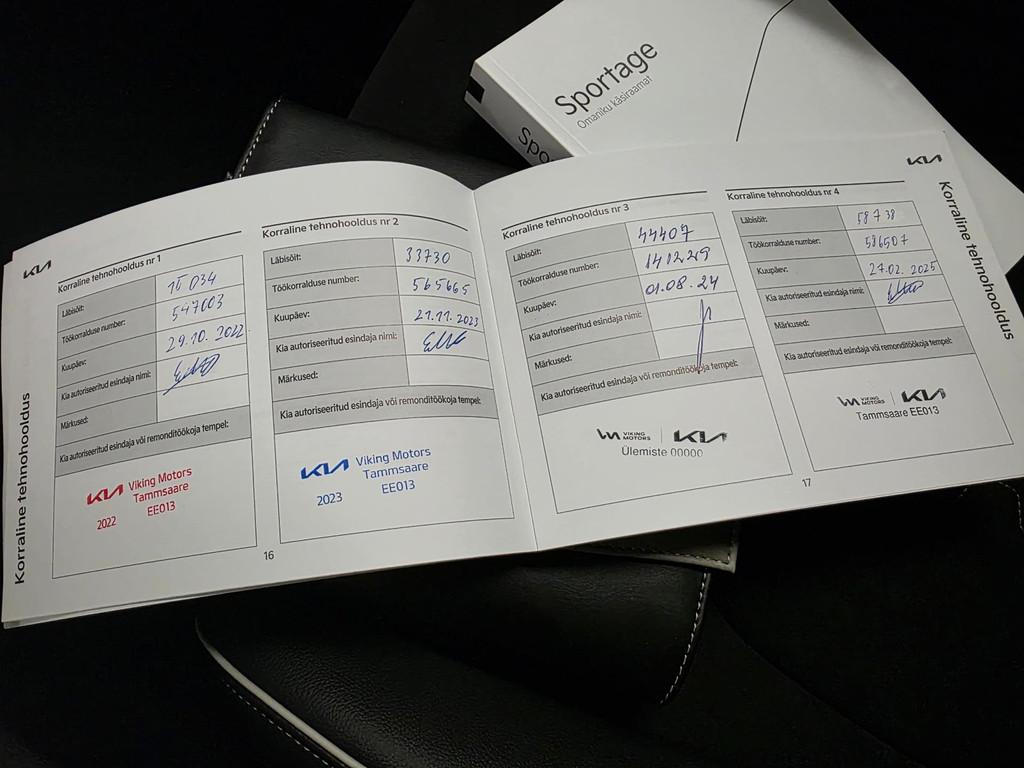 Sportage
Omaniku käsiraamat
Spo
KIA
Korraline tehnohooldus
Korraline tehnohooldus nr 1
Läbisõit: 15 034
Töökorralduse number: 547003
Kuupäev: 29.10.2022
Kia autoriseeritud esindaja nimi:
Märkused:
Kia autoriseeritud esindaja või remonditöökoja tempel:
KIA Viking Motors
Tammsaare
2022 EE013
Korraline tehnohooldus nr 2
Läbisõit: 33730
Töökorralduse number: 565665
Kuupäev: 21.11.2023
Kia autoriseeritud esindaja nimi:
Märkused:
Kia autoriseeritud esindaja või remonditöökoja tempel:
KIA Viking Motors
Tammsaare
2023 EE013
16
Korraline tehnohooldus nr 3
Läbisõit: 44407
Töökorralduse number: 141229
Kuupäev: 01.08.24
Kia autoriseeritud esindaja nimi:
Märkused:
Kia autoriseeritud esindaja või remonditöökoja tempel:
VIKING MOTORS KIA
Ülemiste 00000
Korraline tehnohooldus nr 4
Läbisõit: 58738
Töökorralduse number: 586507
Kuupäev: 27.02.2025
Kia autoriseeritud esindaja nimi:
Märkused:
Kia autoriseeritud esindaja või remonditöökoja tempel:
VIKING MOTORS KIA
Tammsaare EE013
17
KIA
Korraline tehnohooldus